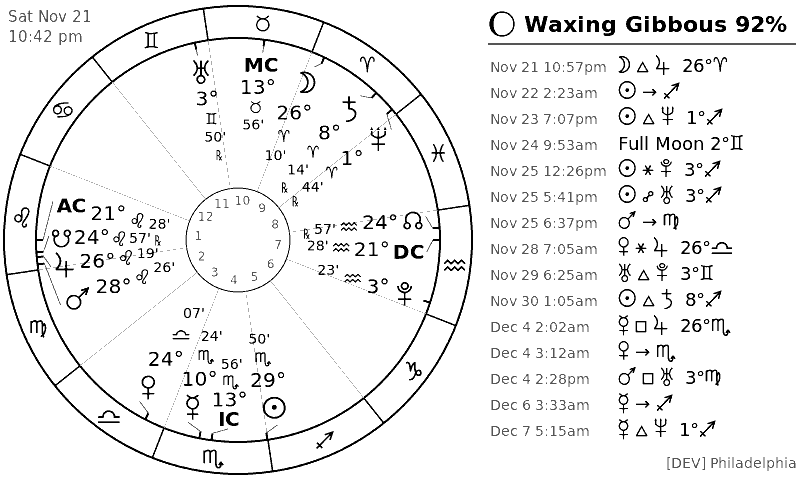 Sat Nov 21
10:42 pm
MC
13°
♉
56'
☽
26°
♈
10'
♄
8°
♈
14'
℞
♆
1°
♈
44'
℞
♅
3°
♊
50'
℞
AC 21° ♌ 28'
☋ 24° ♌ 57' ℞
♃ 26° ♌ 19'
♂ 28° ♌ 26'
℞ 57' ♒ 24° ☊
28' ♒ 21° DC
23' ♒ 3° ♇
07'
♎
24°
♀
24'
♏
10°
☿
56'
♏
13°
IC
50'
♏
29°
☉
1
2
3
4
5
6
7
8
9
10
11
12
♈
♉
♊
♋
♌
♍
♎
♏
♐
♑
♒
♓
Waxing Gibbous 92%
Nov 21 10:57pm ☽ △ ♃ 26°♈
Nov 22 2:23am ☉ → ♐
Nov 23 7:07pm ☉ △ ♆ 1°♐
Nov 24 9:53am Full Moon 2°♊
Nov 25 12:26pm ☉ ⚹ ♇ 3°♐
Nov 25 5:41pm ☉ ☍ ♅ 3°♐
Nov 25 6:37pm ♂ → ♍
Nov 28 7:05am ♀ ⚹ ♃ 26°♎
Nov 29 6:25am ♅ △ ♇ 3°♊
Nov 30 1:05am ☉ △ ♄ 8°♐
Dec 4 2:02am ☿ □ ♃ 26°♏
Dec 4 3:12am ♀ → ♏
Dec 4 2:28pm ♂ □ ♅ 3°♍
Dec 6 3:33am ☿ → ♐
Dec 7 5:15am ☿ △ ♆ 1°♐
[DEV] Philadelphia